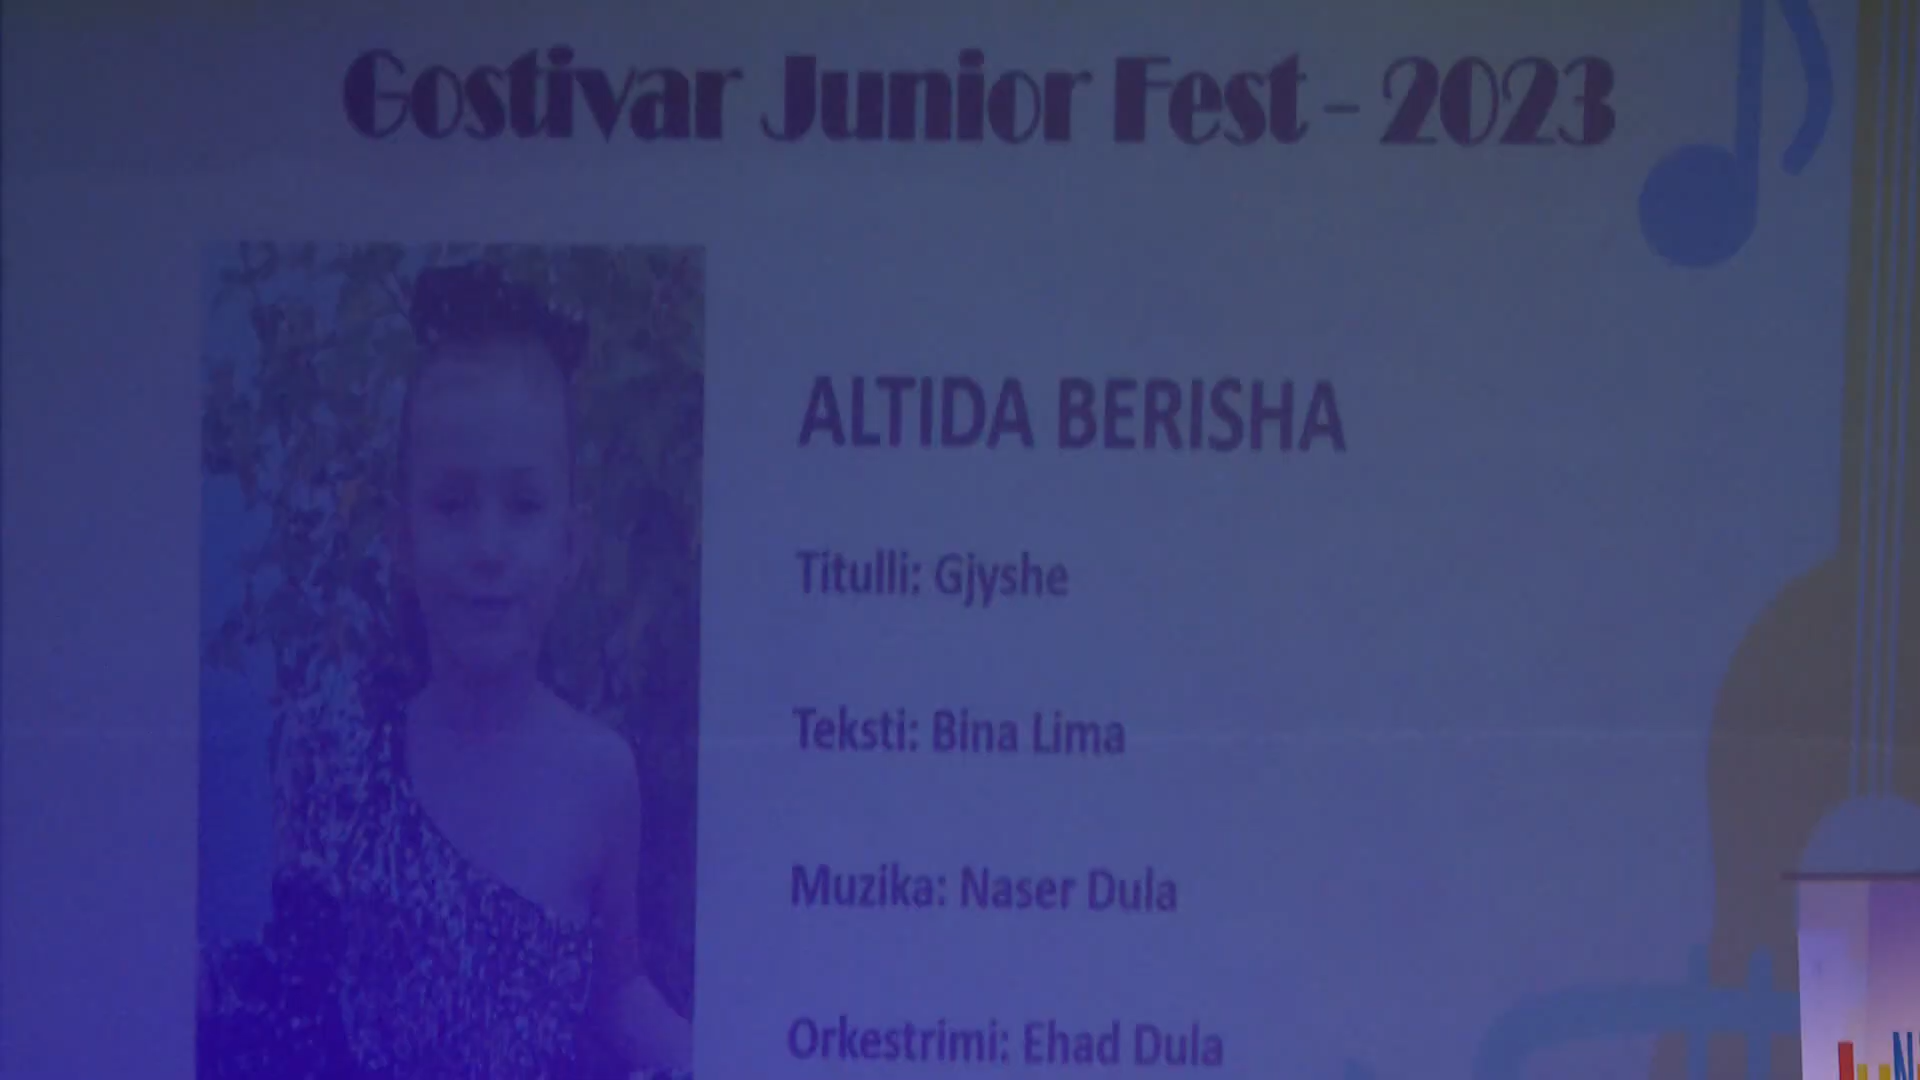 Gostivar Junior Fest - 2023
ALTIDA BERISHA
Titulli: Gjyshe
Teksti: Bina Lima
Muzika: Naser Dula
Orkestrimi: Ehad Dula